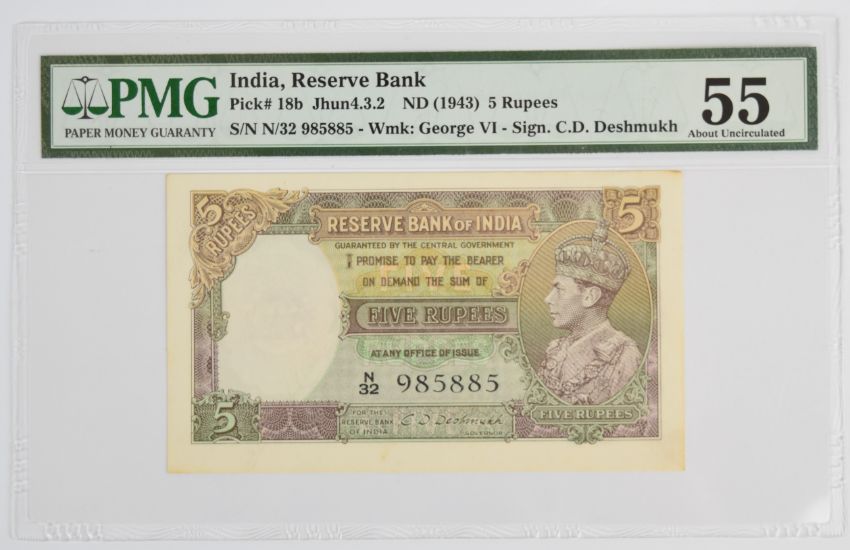 PMG
PAPER MONEY GUARANTY
India, Reserve Bank
Pick# 18b Jhun4.3.2 ND (1943) 5 Rupees
S/N N/32 985885 - Wmk: George VI - Sign. C.D. Deshmukh
55
About Uncirculated
5
RUPEES
RESERVE BANK OF INDIA
5
GUARANTEED BY THE CENTRAL GOVERNMENT
I PROMISE TO PAY THE BEARER
FIVE
ON DEMAND THE SUM OF
FIVE RUPEES
AT ANY OFFICE OF ISSUE
N/32 985885
5
FOR THE
RESERVE BANK
OF INDIA
C D Deshmukh
GOVERNOR
FIVE RUPEES